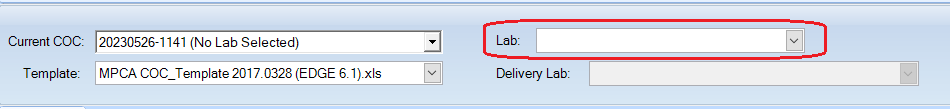 Current COC: 20230526-1141 (No Lab Selected) Lab:
Template: MPCA COC_Template 2017.0328 (EDGE 6.1).xls Delivery Lab: